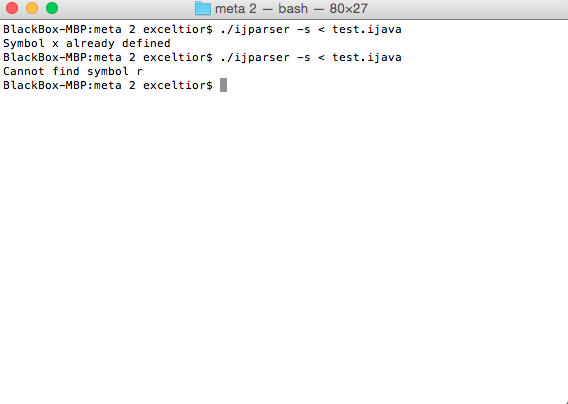 meta 2 — bash — 80×27
BlackBox-MBP:meta 2 exceltior$ ./ijparser -s < test.ijava
Symbol x already defined
BlackBox-MBP:meta 2 exceltior$ ./ijparser -s < test.ijava
Cannot find symbol r
BlackBox-MBP:meta 2 exceltior$